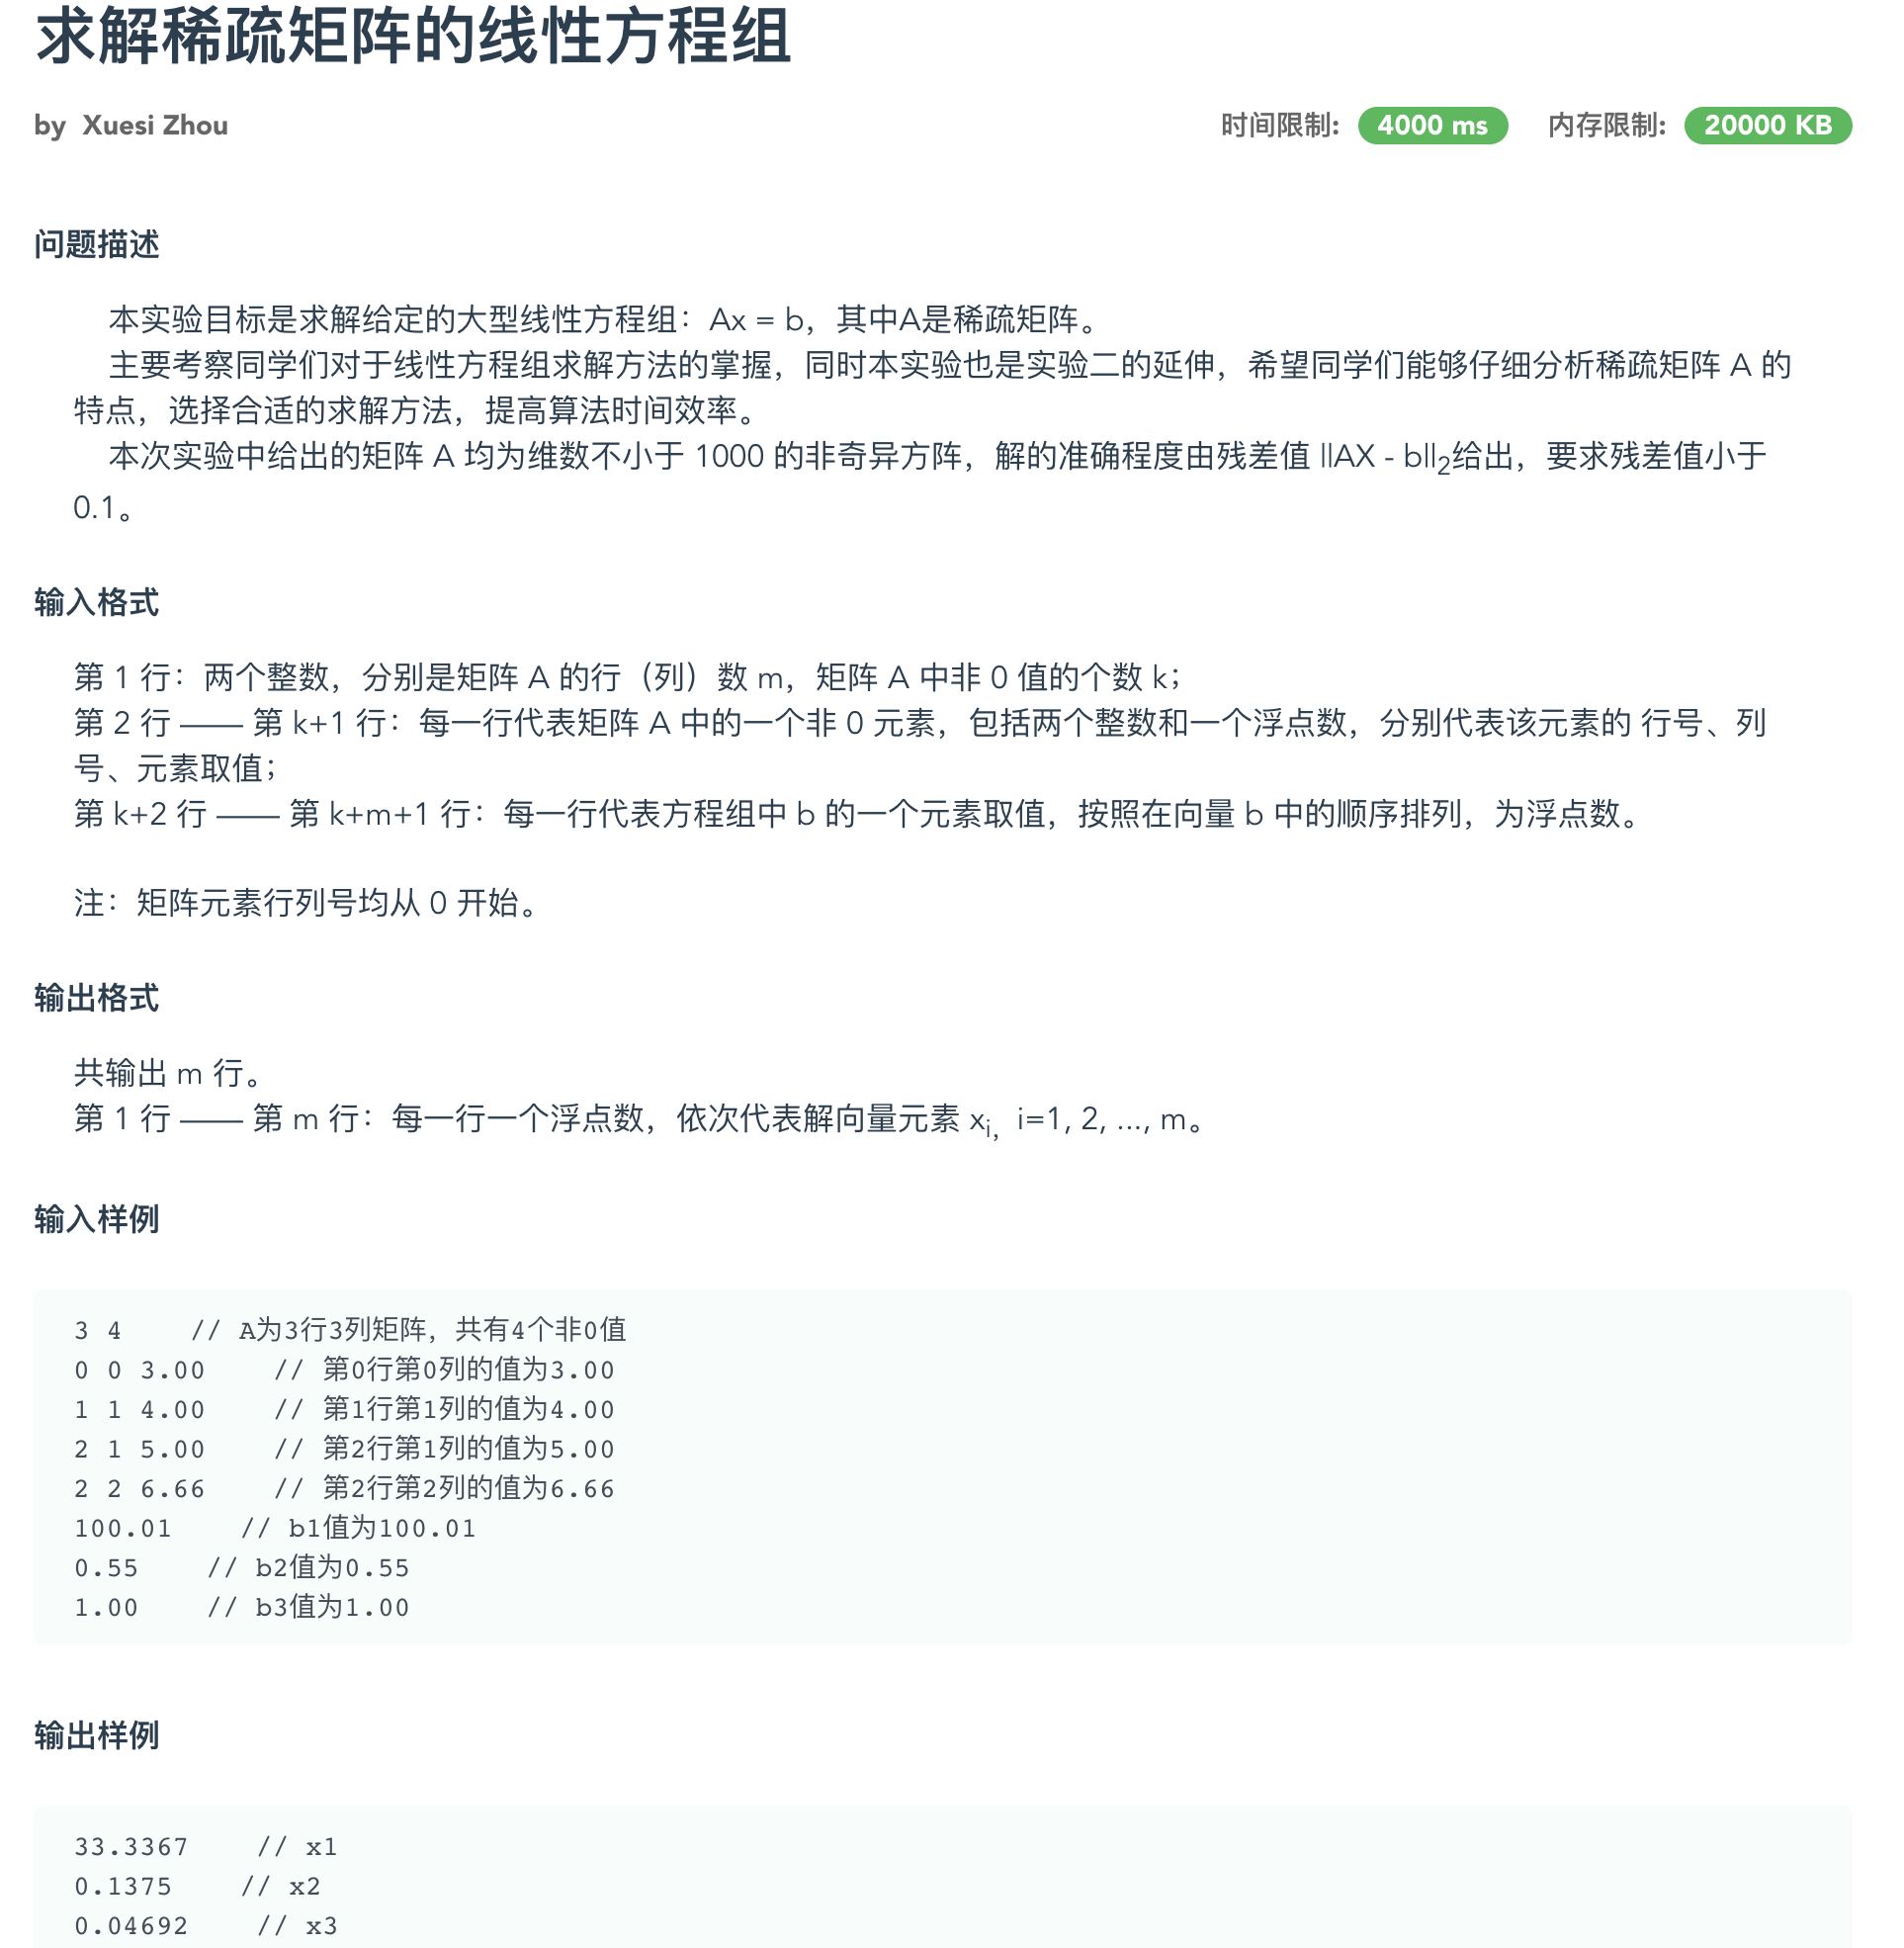 求解稀疏矩阵的线性方程组
by Xuesi Zhou 时间限制: 4000 ms 内存限制: 20000 KB
问题描述
本实验目标是求解给定的大型线性方程组：Ax = b，其中A是稀疏矩阵。
主要考察同学们对于线性方程组求解方法的掌握，同时本实验也是实验二的延伸，希望同学们能够仔细分析稀疏矩阵 A 的
特点，选择合适的求解方法，提高算法时间效率。
本次实验中给出的矩阵 A 均为维数不小于 1000 的非奇异方阵，解的准确程度由残差值 ||AX - b||2给出，要求残差值小于
0.1。
输入格式
第 1 行：两个整数，分别是矩阵 A 的行（列）数 m，矩阵 A 中非 0 值的个数 k；
第 2 行 —— 第 k+1 行：每一行代表矩阵 A 中的一个非 0 元素，包括两个整数和一个浮点数，分别代表该元素的 行号、列
号、元素取值；
第 k+2 行 —— 第 k+m+1 行：每一行代表方程组中 b 的一个元素取值，按照在向量 b 中的顺序排列，为浮点数。
注：矩阵元素行列号均从 0 开始。
输出格式
共输出 m 行。
第 1 行 —— 第 m 行：每一行一个浮点数，依次代表解向量元素 xi，i=1, 2, ..., m。
输入样例
3 4 // A为3行3列矩阵，共有4个非0值
0 0 3.00 // 第0行第0列的值为3.00
1 1 4.00 // 第1行第1列的值为4.00
2 1 5.00 // 第2行第1列的值为5.00
2 2 6.66 // 第2行第2列的值为6.66
100.01 // b1值为100.01
0.55 // b2值为0.55
1.00 // b3值为1.00
输出样例
33.3367 // x1
0.1375 // x2
0.04692 // x3